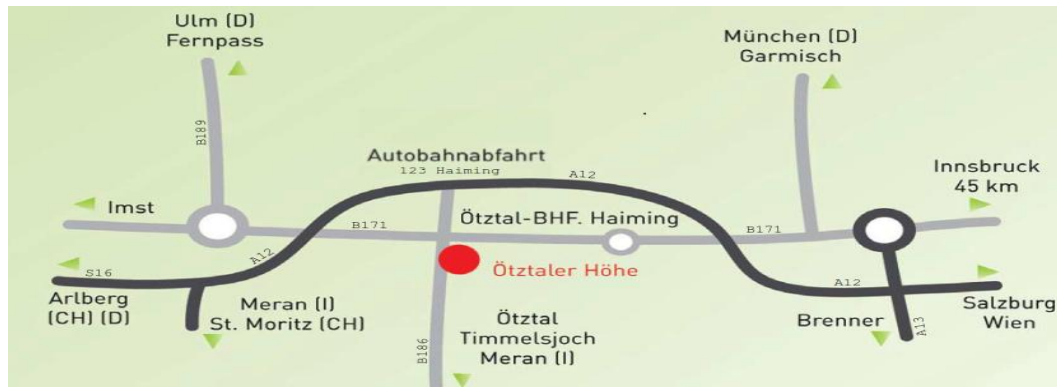 Ulm (D)
Fernpass
München (D)
Garmisch
B189
Autobahnabfahrt
123 Haiming
A12
Innsbruck
45 km
Imst
B171
Ötztal-BHF. Haiming
B171
A12
S16
Ötztaler Höhe
A12
Arlberg
(CH) (D)
Meran (I)
St. Moritz (CH)
Ötztal
Timmelsjoch
Meran (I)
B186
Brenner
A13
Salzburg
Wien